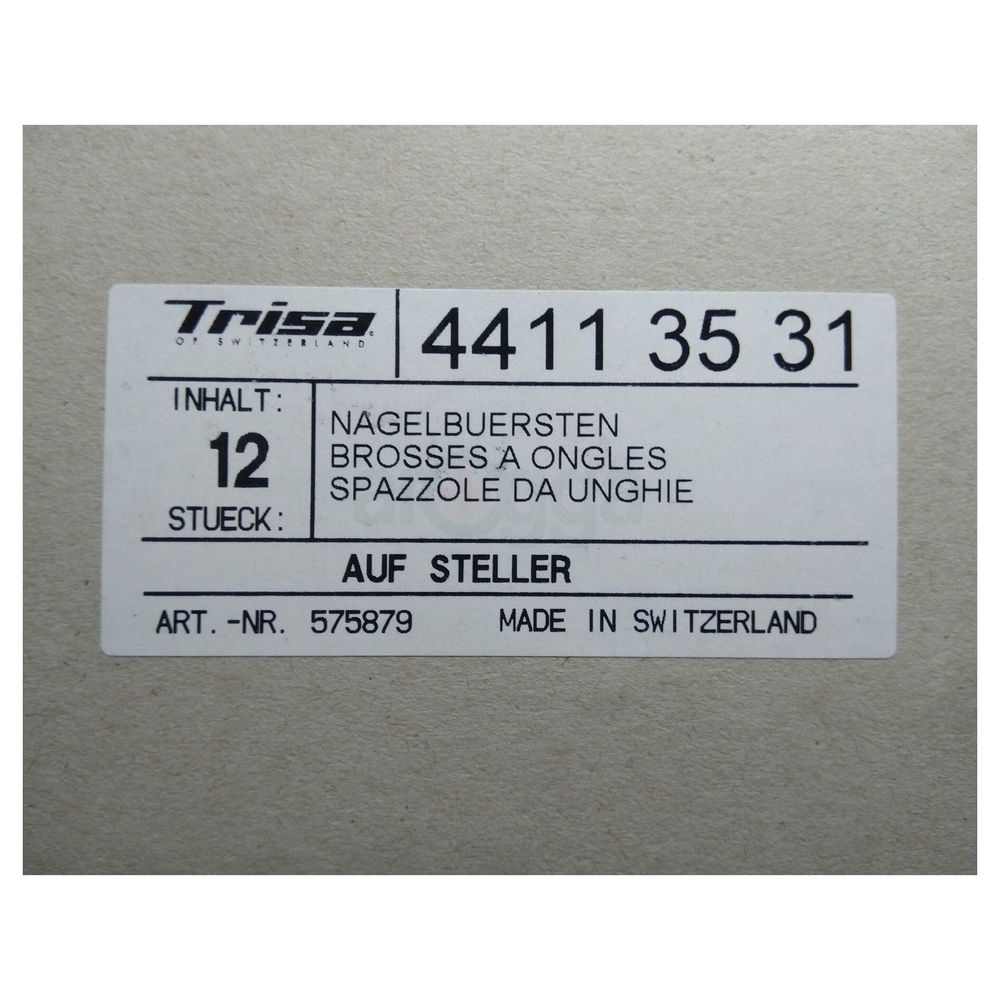 Trisa
OF SWITZERLAND
4411 35 31
INHALT:
12
STUECK:
NAGELBUERSTEN
BROSSES A ONGLES
SPAZZOLE DA UNGHIE
AUF STELLER
ART.-NR. 575879
MADE IN SWITZERLAND